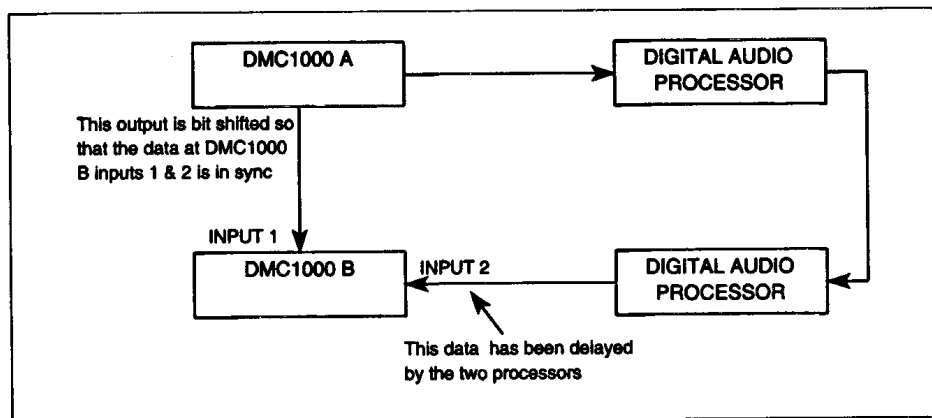 DMC1000 A
DIGITAL AUDIO
PROCESSOR
This output is bit shifted so
that the data at DMC1000
B inputs 1 & 2 is in sync
INPUT 1
DMC1000 B
INPUT 2
DIGITAL AUDIO
PROCESSOR
This data has been delayed
by the two processors